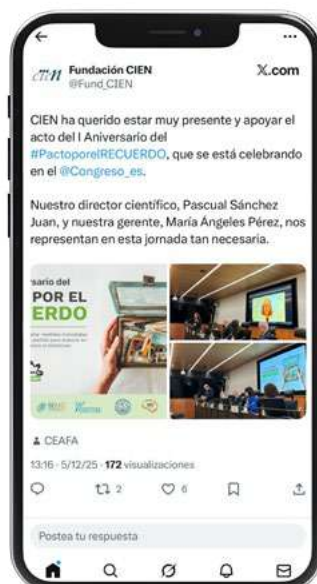 cien
Fundación CIEN
X.com
@Fund_CIEN
CIEN ha querido estar muy presente y apoyar el
acto del I Aniversario del
#PactoporelRECUERDO, que se está celebrando
en el @Congreso_es.
Nuestro director científico, Pascual Sánchez
Juan, y nuestra gerente, María Ángeles Pérez, nos
representan en esta jornada tan necesaria.
sario del
POR EL
ERDO
CEAFA
13:16 · 5/12/25 · 172 visualizaciones
2
6
Postea tu respuesta